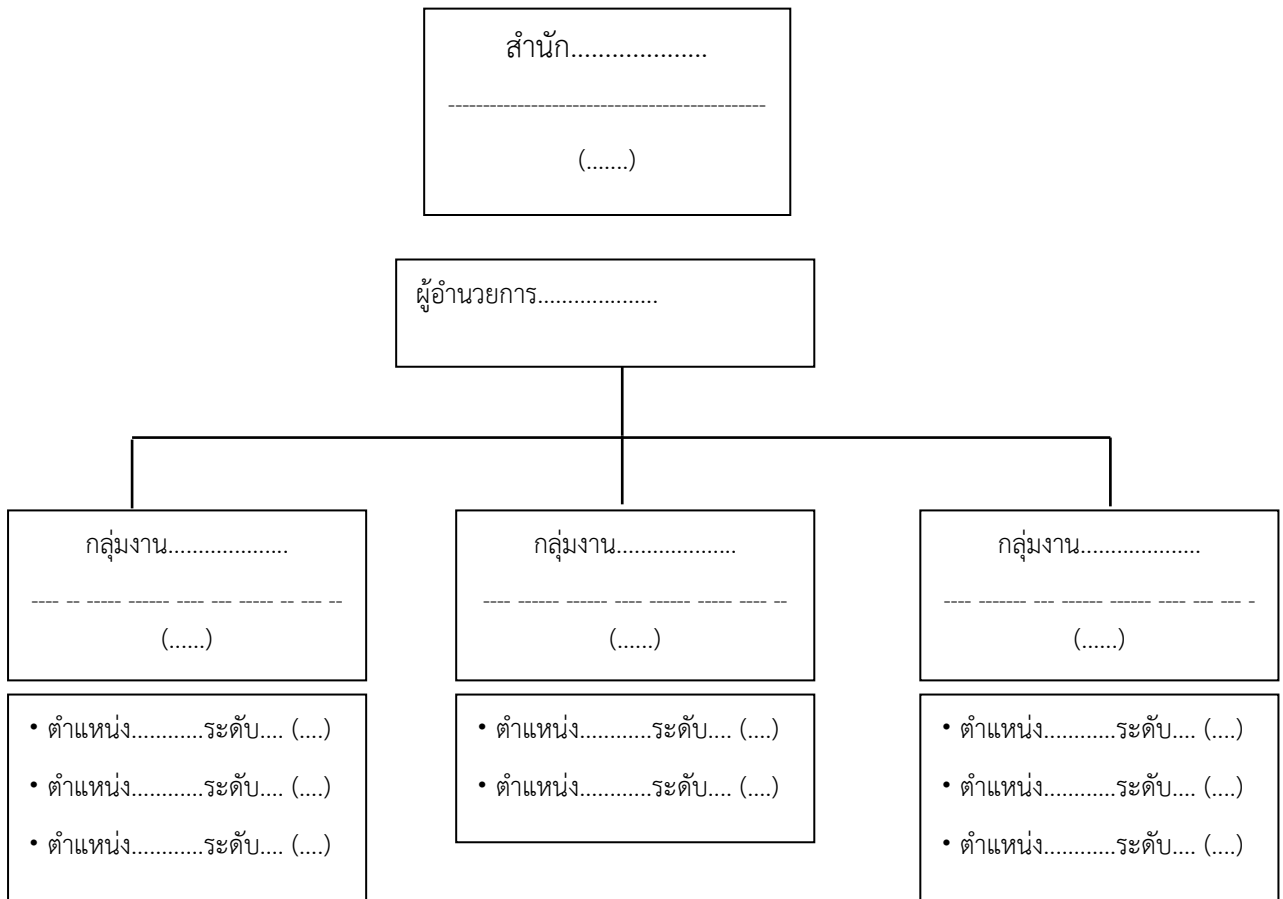 สำนัก....................
----------------------------------------------
(.......)
ผู้อำนวยการ....................
กลุ่มงาน....................
---- -- ----- ------ ---- --- ----- -- --- --
(......)
• ตำแหน่ง............ระดับ.... (....)
• ตำแหน่ง............ระดับ.... (....)
• ตำแหน่ง............ระดับ.... (....)
กลุ่มงาน....................
---- ------ ------ ---- ------ ----- ---- --
(......)
• ตำแหน่ง............ระดับ.... (....)
• ตำแหน่ง............ระดับ.... (....)
กลุ่มงาน....................
---- ------- --- ------ ------ ---- --- --- -
(......)
• ตำแหน่ง............ระดับ.... (....)
• ตำแหน่ง............ระดับ.... (....)
• ตำแหน่ง............ระดับ.... (....)